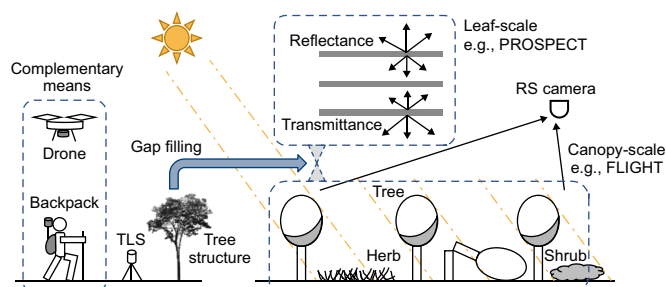 Complementary
means
Drone
Backpack
TLS
Gap filling
Tree
structure
Reflectance
Transmittance
Leaf-scale
e.g., PROSPECT
RS camera
Canopy-scale
e.g., FLIGHT
Tree
Herb
Shrub